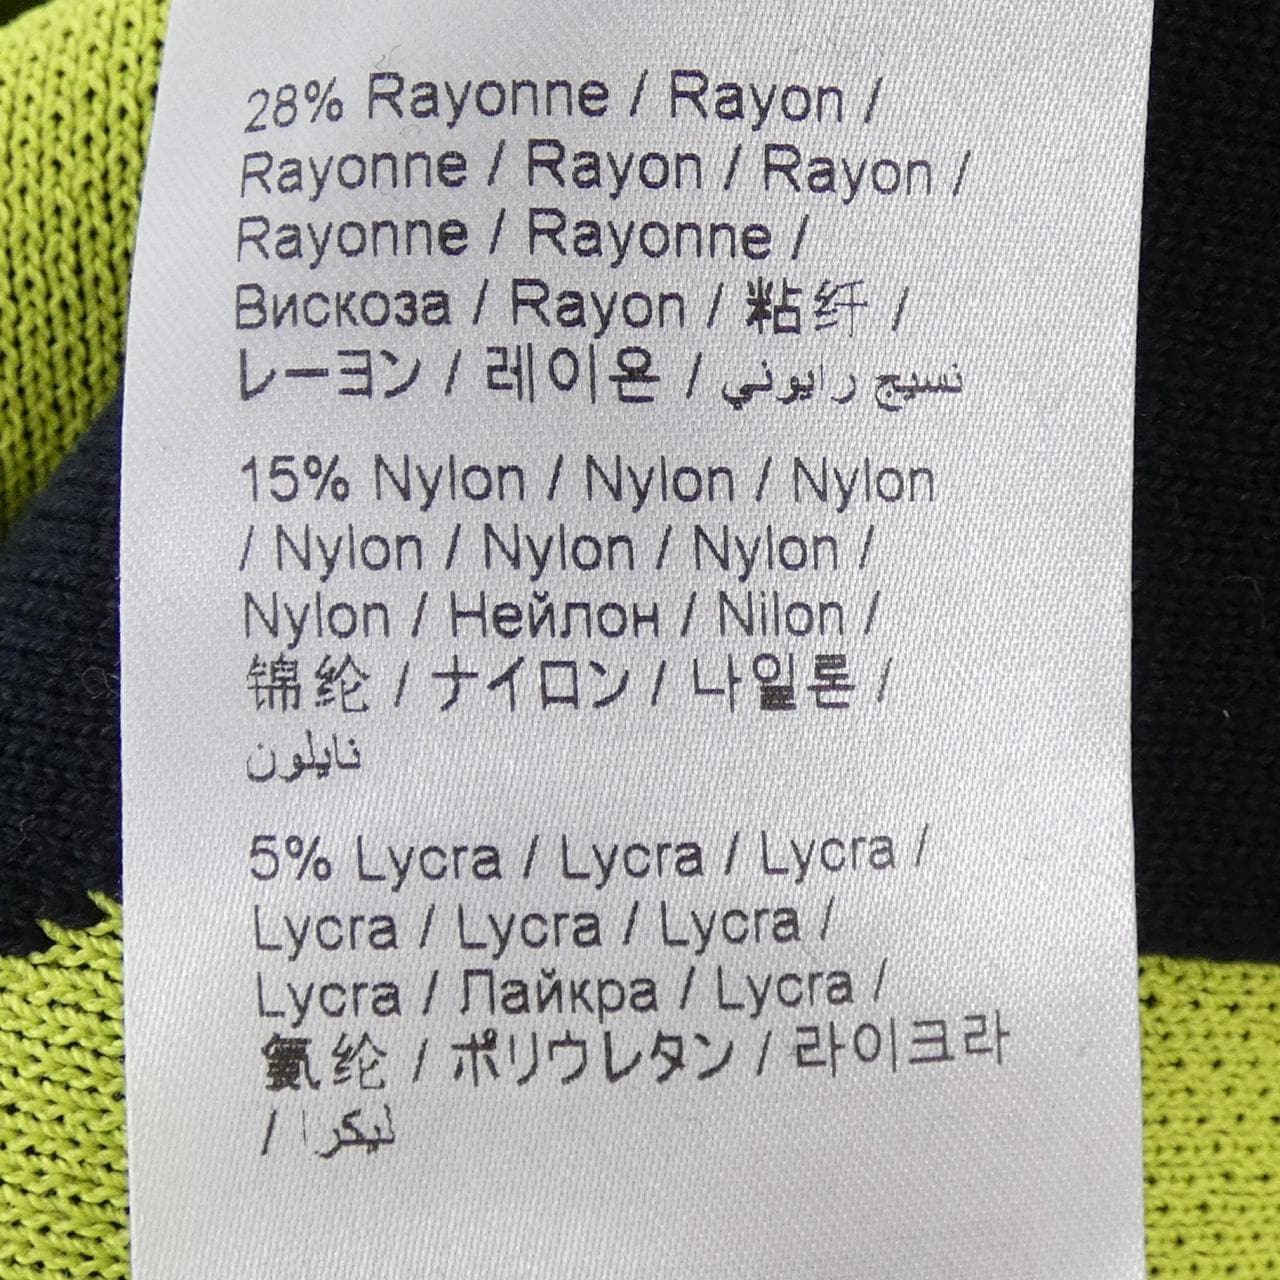 28% Rayonne / Rayon /
Rayonne / Rayon / Rayon /
Rayonne / Rayonne /
Вискоза / Rayon / 粘纤 /
レーヨン / 레이온 / نسيج رايوني
15% Nylon / Nylon / Nylon
/ Nylon / Nylon / Nylon /
Nylon / Нейлон / Nilon /
锦纶 / ナイロン / 나일론 /
نايلون
5% Lycra / Lycra / Lycra /
Lycra / Lycra / Lycra /
Lycra / Лайкра / Lycra /
氨纶 / ポリウレタン / 라이크라
/ ليكرا